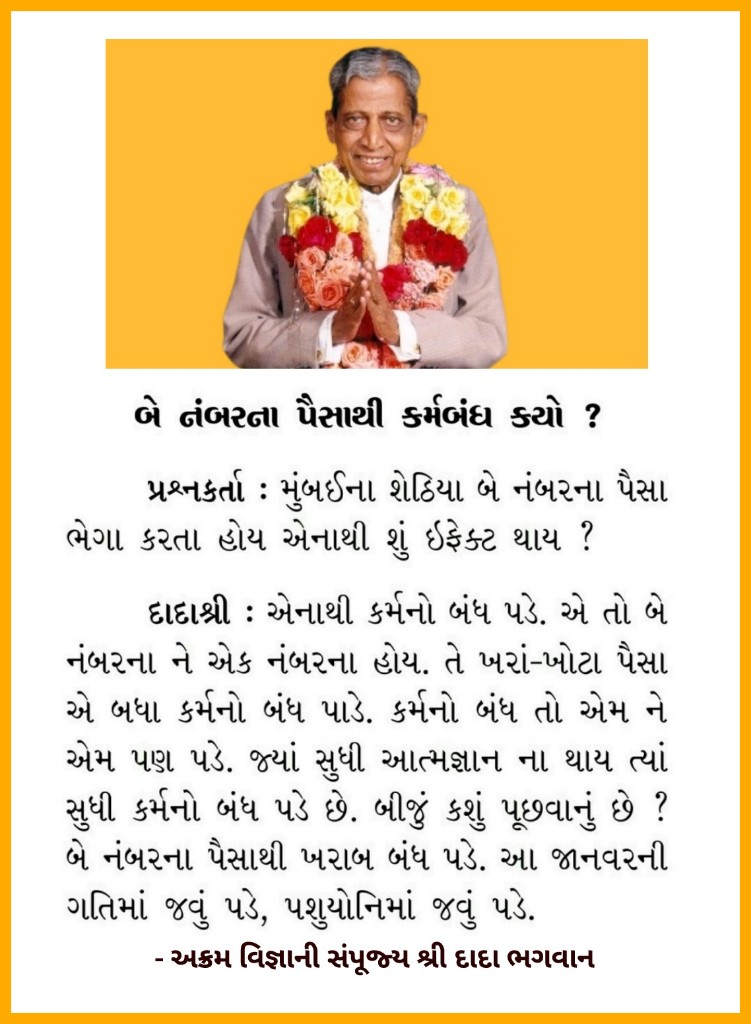 બે નંબરના પૈસાથી કર્મબંધ કયો ?
પ્રશ્નકર્તા : મુંબઈના શેઠિયા બે નંબરના પૈસા
ભેગા કરતા હોય એનાથી શું ઇફેક્ટ થાય ?
દાદાશ્રી : એનાથી કર્મનો બંધ પડે. એ તો બે
નંબરના ને એક નંબરના હોય. તે ખરાં-ખોટા પૈસા
એ બધા કર્મનો બંધ પાડે. કર્મનો બંધ તો એમ ને
એમ પણ પડે. જ્યાં સુધી આત્મજ્ઞાન ના થાય ત્યાં
સુધી કર્મનો બંધ પડે છે. બીજું કશું પૂછવાનું છે ?
બે નંબરના પૈસાથી ખરાબ બંધ પડે. આ જાનવરની
ગતિમાં જવું પડે, પશુયોનિમાં જવું પડે.
- અક્રમ વિજ્ઞાની સંપૂજ્ય શ્રી દાદા ભગવાન